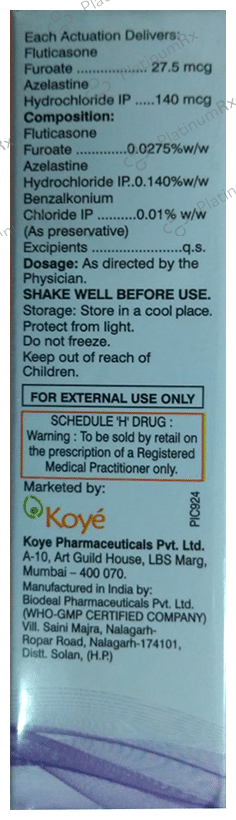 Each Actuation Delivers:
Fluticasone
Furoate ................. 27.5 mcg
Azelastine
Hydrochloride IP .....140 mcg
Composition:
Fluticasone
Furoate ............0.0275%w/w
Azelastine
Hydrochloride IP..0.140%w/w
Benzalkonium
Chloride IP ..........0.01% w/w
(As preservative)
Excipients .......................q.s.
Dosage: As directed by the
Physician.
SHAKE WELL BEFORE USE.
Storage: Store in a cool place.
Protect from light.
Do not freeze.
Keep out of reach of
Children.
FOR EXTERNAL USE ONLY
SCHEDULE 'H' DRUG :
Warning : To be sold by retail on
the prescription of a Registered
Medical Practitioner only.
Marketed by:
Koyé
PIC924
Koye Pharmaceuticals Pvt. Ltd.
A-10, Art Guild House, LBS Marg,
Mumbai – 400 070.
Manufactured in India by:
Biodeal Pharmaceuticals Pvt. Ltd.
(WHO-GMP CERTIFIED COMPANY)
Vill. Saini Majra, Nalagarh-
Ropar Road, Nalagarh-174101,
Distt. Solan, (H.P.)
PlatinumRx